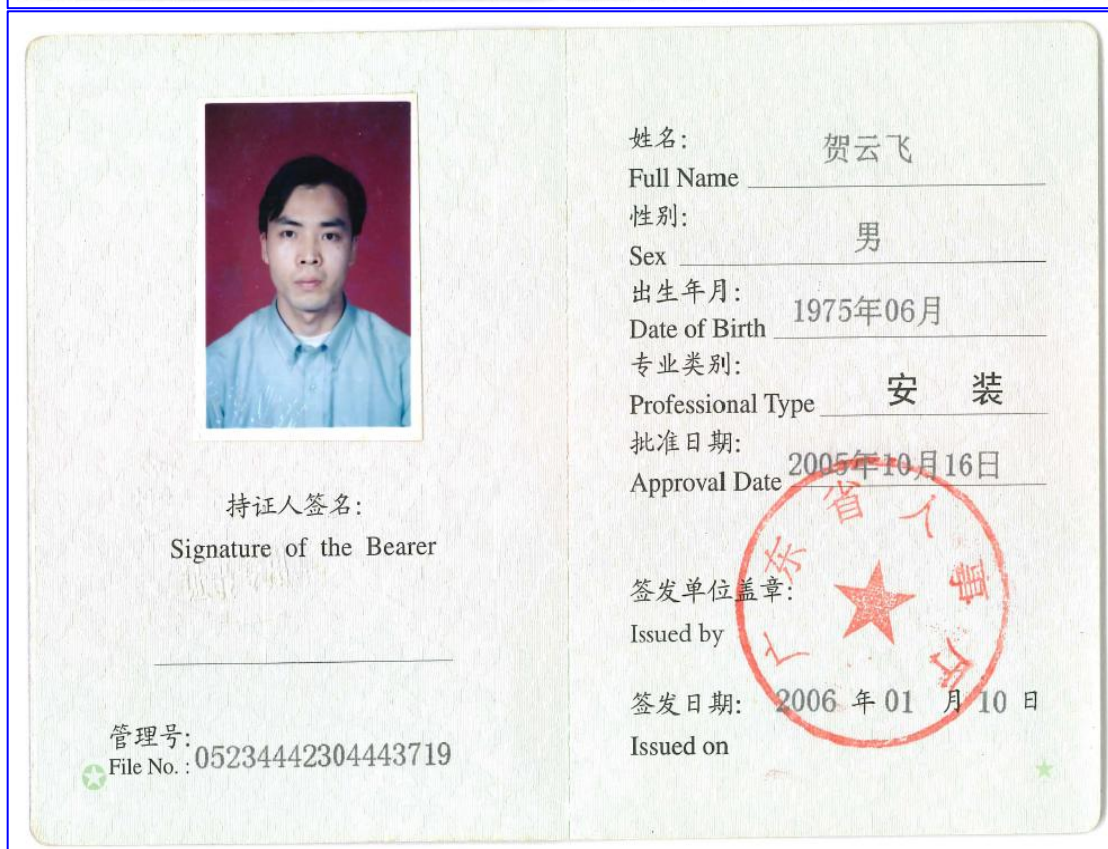 持证人签名:
Signature of the Bearer
管理号:
File No. : 05234442304443719
姓名: 贺云飞
Full Name
性别: 男
Sex
出生年月: 1975年06月
Date of Birth
专业类别: 安 装
Professional Type
批准日期: 2005年10月16日
Approval Date
广东省人事厅
签发单位盖章:
Issued by
签发日期: 2006 年 01 月 10 日
Issued on